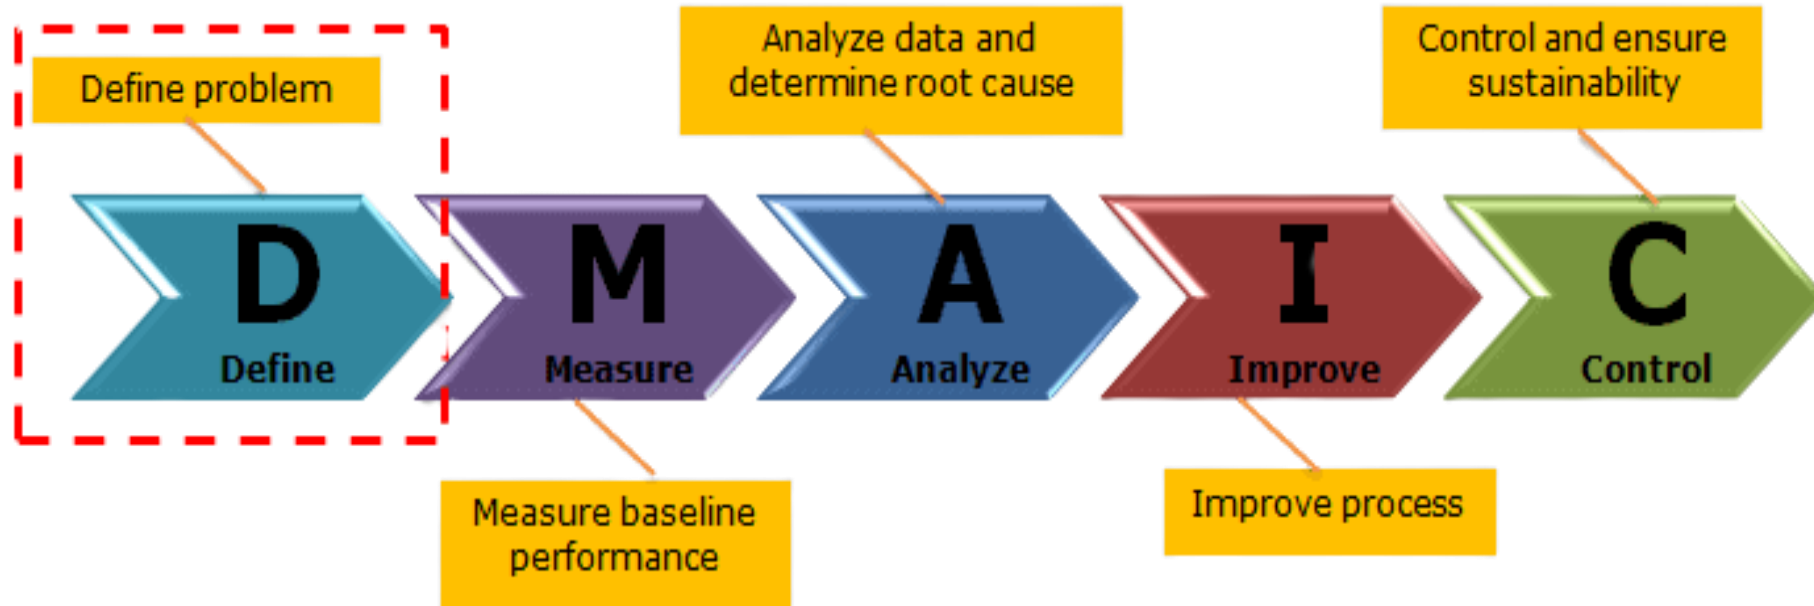 Define problem
Analyze data and
determine root cause
Control and ensure
sustainability
D
Define
M
Measure
A
Analyze
I
Improve
C
Control
Measure baseline
performance
Improve process